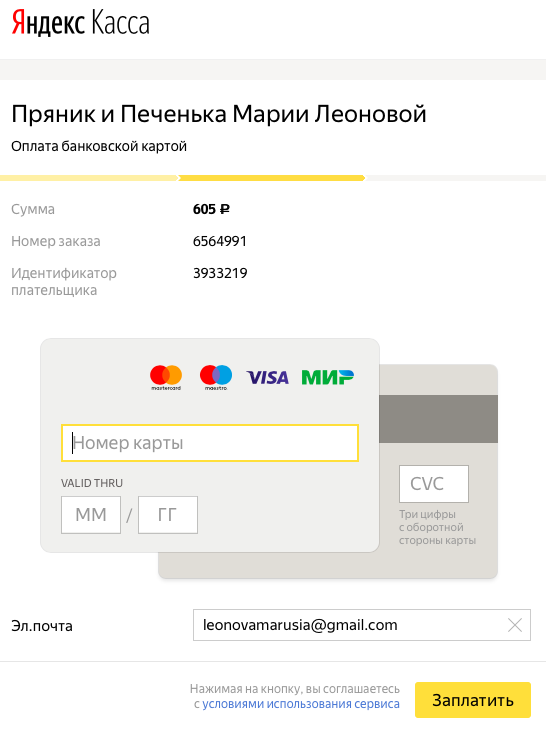 Яндекс Касса
Пряник и Печенька Марии Леоновой
Оплата банковской картой
Сумма 605 ₽
Номер заказа 6564991
Идентификатор 3933219
плательщика
mastercard maestro VISA МИР
Номер карты
VALID THRU
ММ / ГГ
CVC
Три цифры
с оборотной
стороны карты
Эл.почта leonovamarusia@gmail.com
Нажимая на кнопку, вы соглашаетесь
с условиями использования сервиса
Заплатить